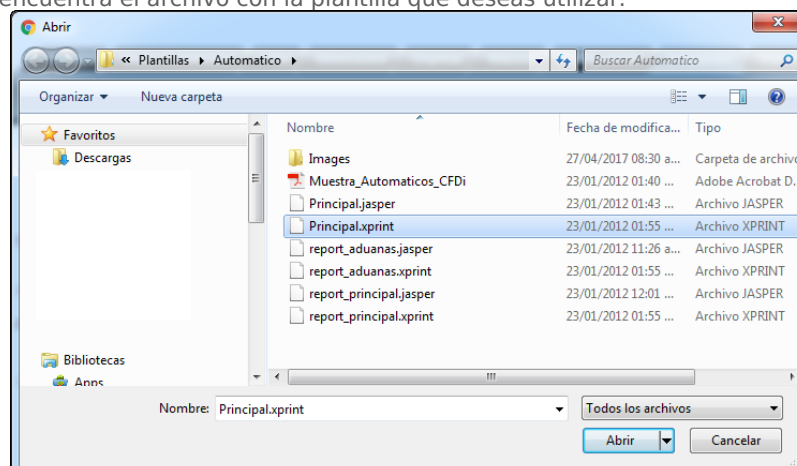 encuentra el archivo con la plantilla que deseas utilizar.
Abrir
« Plantillas Automatico Buscar Automatico
Organizar Nueva carpeta
Favoritos
Descargas
Bibliotecas
Apps
Nombre Fecha de modifica... Tipo
Images 27/04/2017 08:30 a... Carpeta de archivo
Muestra_Automaticos_CFDi 23/01/2012 01:40 ... Adobe Acrobat D.
Principal.jasper 23/01/2012 01:43 ... Archivo JASPER
Principal.xprint 23/01/2012 01:55 ... Archivo XPRINT
report_aduanas.jasper 23/01/2012 11:26 a... Archivo JASPER
report_aduanas.xprint 23/01/2012 01:55 ... Archivo XPRINT
report_principal.jasper 23/01/2012 12:01 ... Archivo JASPER
report_principal.xprint 23/01/2012 01:55 ... Archivo XPRINT
Nombre: Principal.xprint Todos los archivos
Abrir Cancelar